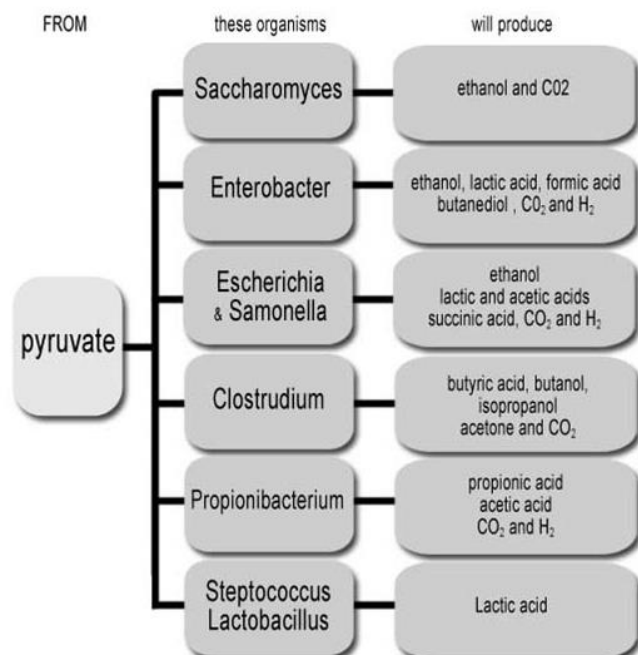 FROM these organisms will produce
pyruvate
Saccharomyces
ethanol and C02
Enterobacter
ethanol, lactic acid, formic acid
butanediol , C0₂ and H₂
Escherichia
& Samonella
ethanol
lactic and acetic acids
succinic acid, CO₂ and H₂
Clostrudium
butyric acid, butanol,
isopropanol
acetone and CO₂
Propionibacterium
propionic acid
acetic acid
CO₂ and H₂
Steptococcus
Lactobacillus
Lactic acid